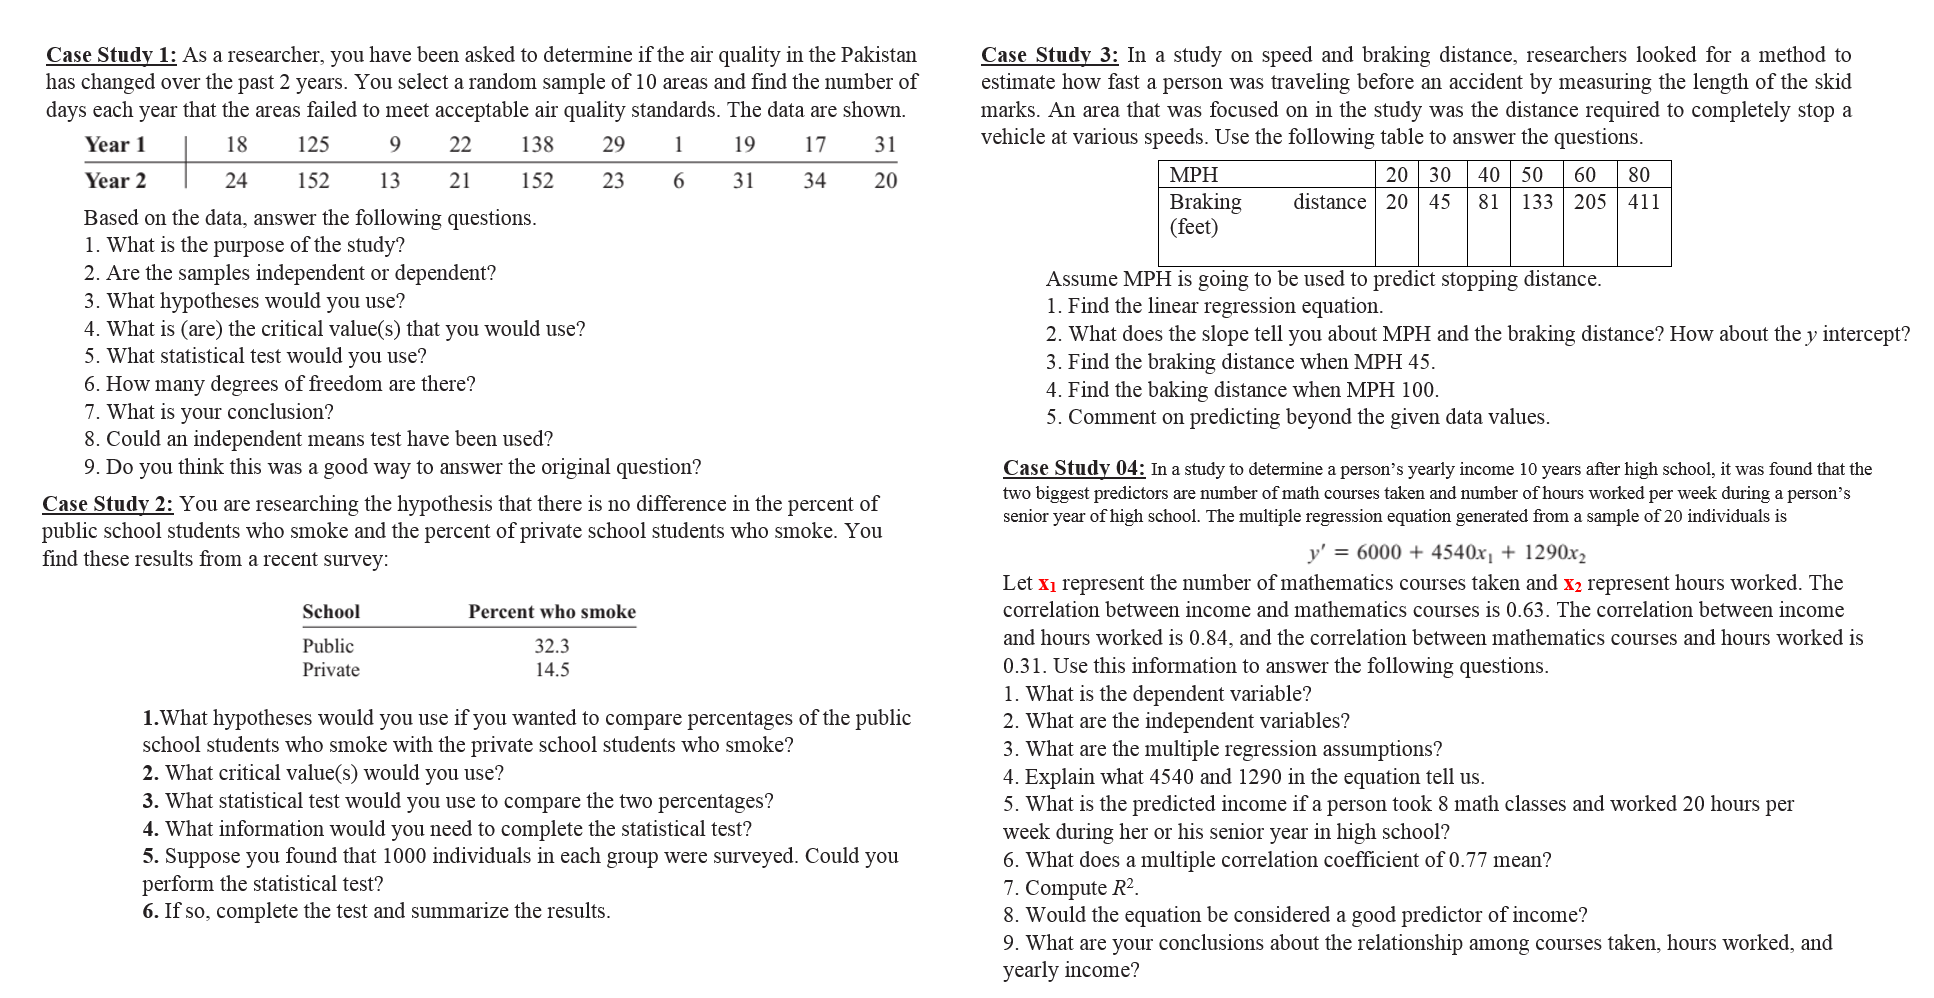 Case Study 1: As a researcher, you have been asked to determine if the air quality in the Pakistan
has changed over the past 2 years. You select a random sample of 10 areas and find the number of
days each year that the areas failed to meet acceptable air quality standards. The data are shown.
Year 1 18 125 9 22 138 29 1 19 17 31
Year 2 24 152 13 21 152 23 6 31 34 20
Based on the data, answer the following questions.
1. What is the purpose of the study?
2. Are the samples independent or dependent?
3. What hypotheses would you use?
4. What is (are) the critical value(s) that you would use?
5. What statistical test would you use?
6. How many degrees of freedom are there?
7. What is your conclusion?
8. Could an independent means test have been used?
9. Do you think this was a good way to answer the original question?
Case Study 2: You are researching the hypothesis that there is no difference in the percent of
public school students who smoke and the percent of private school students who smoke. You
find these results from a recent survey:
School Percent who smoke
Public 32.3
Private 14.5
1.What hypotheses would you use if you wanted to compare percentages of the public
school students who smoke with the private school students who smoke?
2. What critical value(s) would you use?
3. What statistical test would you use to compare the two percentages?
4. What information would you need to complete the statistical test?
5. Suppose you found that 1000 individuals in each group were surveyed. Could you
perform the statistical test?
6. If so, complete the test and summarize the results.
Case Study 3: In a study on speed and braking distance, researchers looked for a method to
estimate how fast a person was traveling before an accident by measuring the length of the skid
marks. An area that was focused on in the study was the distance required to completely stop a
vehicle at various speeds. Use the following table to answer the questions.
MPH 20 30 40 50 60 80
Braking distance 20 45 81 133 205 411
(feet)
Assume MPH is going to be used to predict stopping distance.
1. Find the linear regression equation.
2. What does the slope tell you about MPH and the braking distance? How about the y intercept?
3. Find the braking distance when MPH 45.
4. Find the baking distance when MPH 100.
5. Comment on predicting beyond the given data values.
Case Study 04: In a study to determine a person’s yearly income 10 years after high school, it was found that the
two biggest predictors are number of math courses taken and number of hours worked per week during a person’s
senior year of high school. The multiple regression equation generated from a sample of 20 individuals is
y′ = 6000 + 4540x₁ + 1290x₂
Let x₁ represent the number of mathematics courses taken and x₂ represent hours worked. The
correlation between income and mathematics courses is 0.63. The correlation between income
and hours worked is 0.84, and the correlation between mathematics courses and hours worked is
0.31. Use this information to answer the following questions.
1. What is the dependent variable?
2. What are the independent variables?
3. What are the multiple regression assumptions?
4. Explain what 4540 and 1290 in the equation tell us.
5. What is the predicted income if a person took 8 math classes and worked 20 hours per
week during her or his senior year in high school?
6. What does a multiple correlation coefficient of 0.77 mean?
7. Compute R².
8. Would the equation be considered a good predictor of income?
9. What are your conclusions about the relationship among courses taken, hours worked, and
yearly income?